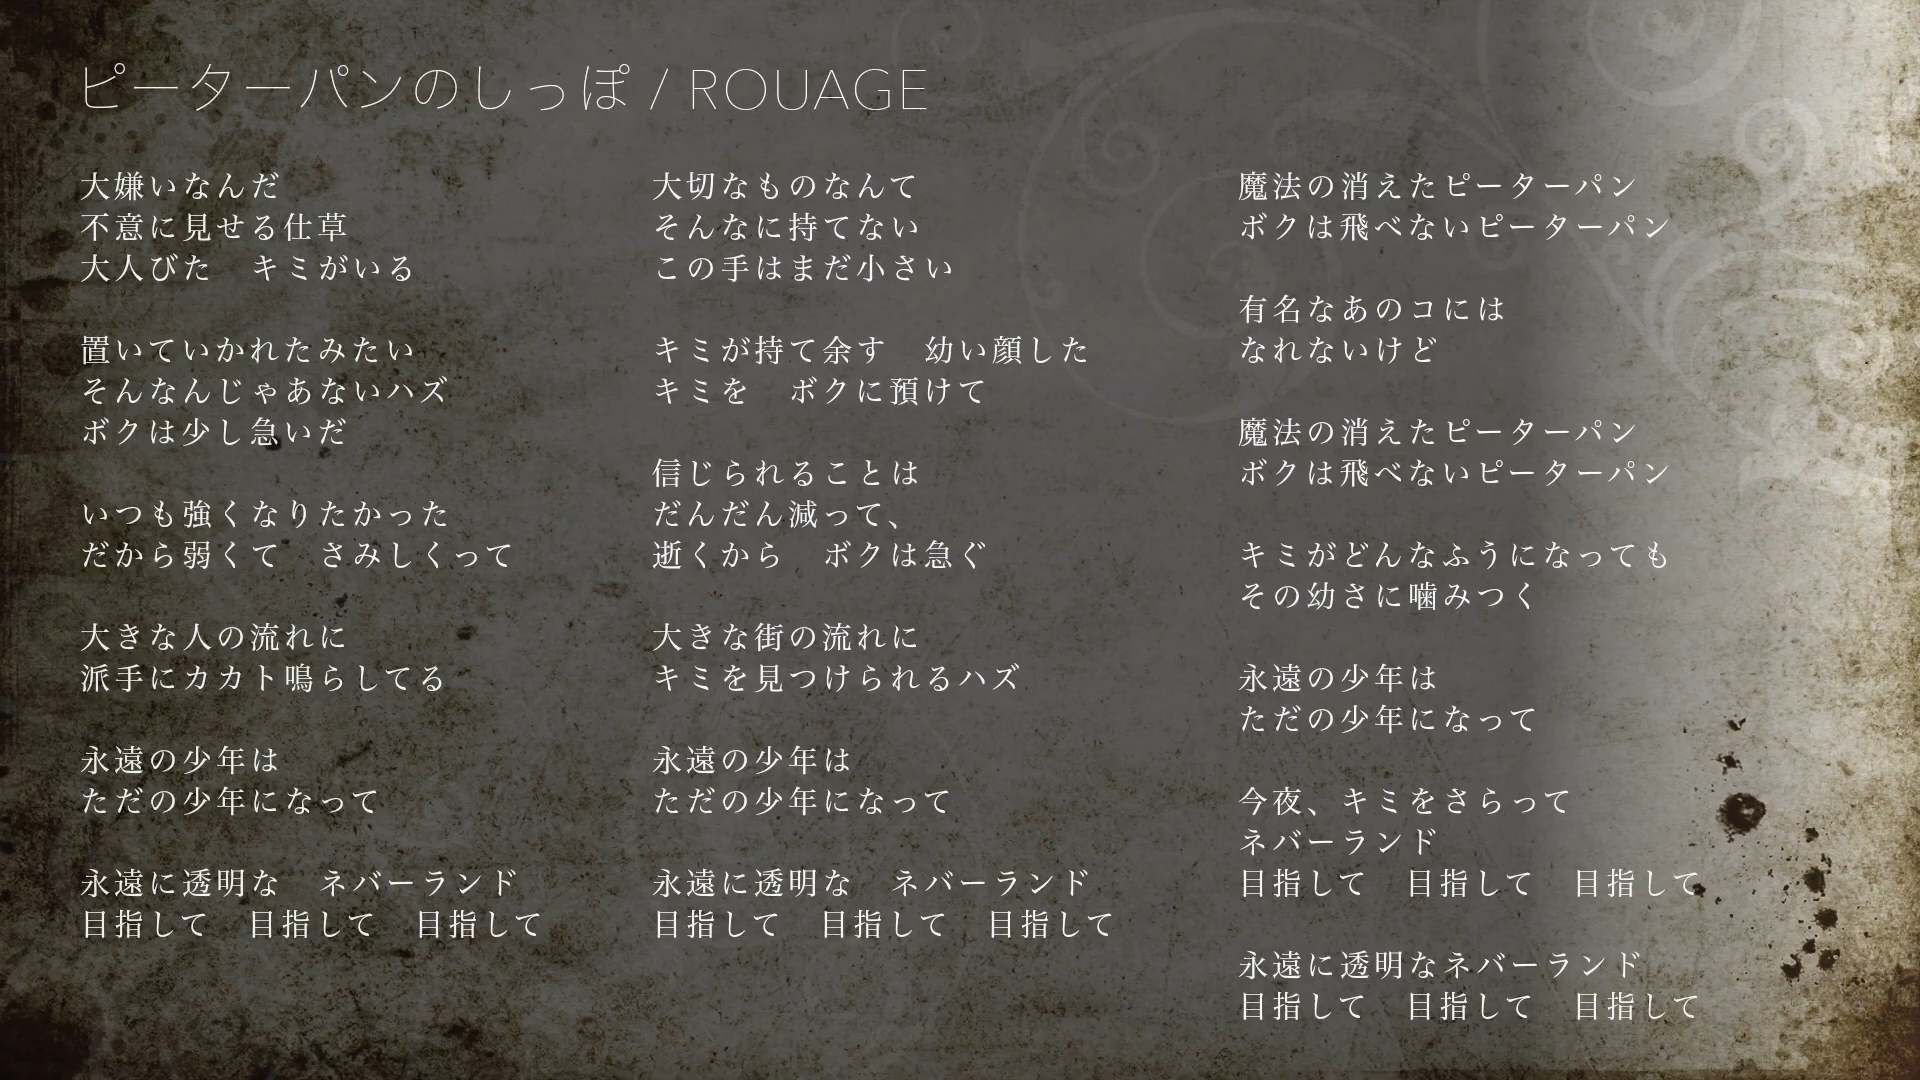 ピーターパンのしっぽ / ROUAGE
大嫌いなんだ
不意に見せる仕草
大人びた　キミがいる
置いていかれたみたい
そんなんじゃあないハズ
ボクは少し急いだ
いつも強くなりたかった
だから弱くて　さみしくって
大きな人の流れに
派手にカカト鳴らしてる
永遠の少年は
ただの少年になって
永遠に透明な　ネバーランド
目指して　目指して　目指して
大切なものなんて
そんなに持てない
この手はまだ小さい
キミが持て余す　幼い顔した
キミを　ボクに預けて
信じられることは
だんだん減って、
逝くから　ボクは急ぐ
大きな街の流れに
キミを見つけられるハズ
永遠の少年は
ただの少年になって
永遠に透明な　ネバーランド
目指して　目指して　目指して
魔法の消えたピーターパン
ボクは飛べないピーターパン
有名なあのコには
なれないけど
魔法の消えたピーターパン
ボクは飛べないピーターパン
キミがどんなふうになっても
その幼さに噛みつく
永遠の少年は
ただの少年になって
今夜、キミをさらって
ネバーランド
目指して　目指して　目指して
永遠に透明なネバーランド
目指して　目指して　目指して